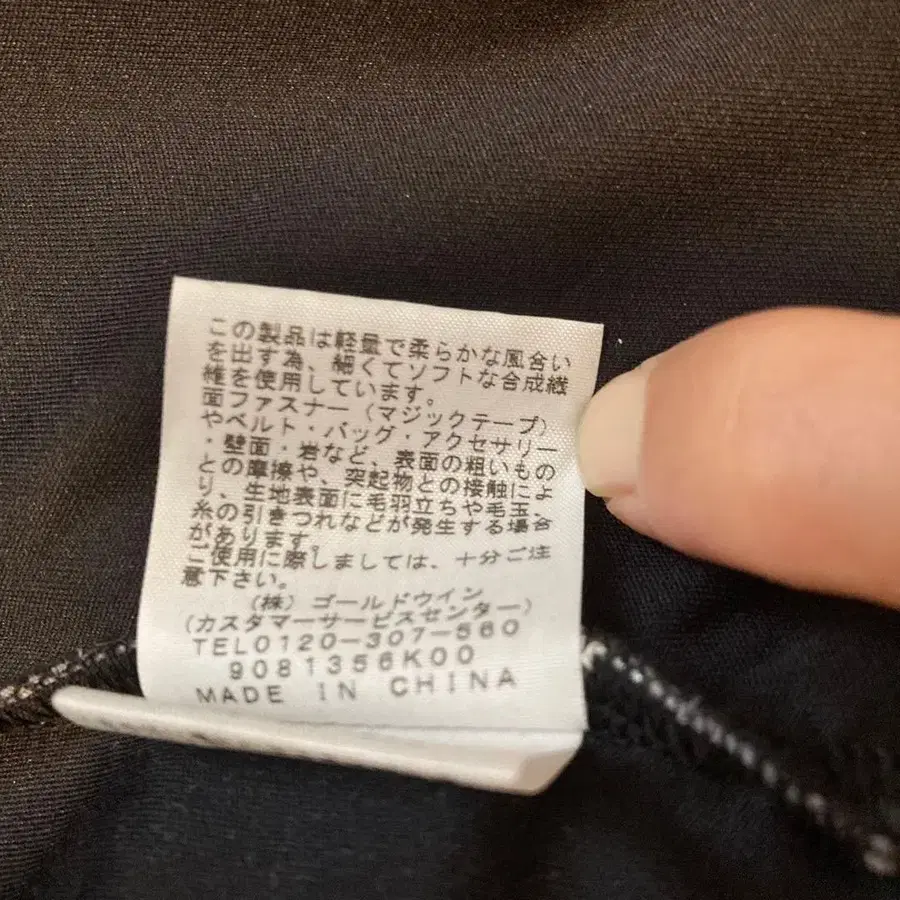 この製品は軽量で柔らかな風合い
を出す為、細くてソフトな合成繊
維を使用しています。
面ファスナー（マジックテープ）
やベルト・バッグ・アクセサリー
・壁面・岩など、表面の粗いもの
との摩擦や、突起物との接触によ
り、生地表面に毛羽立ちや毛玉、
糸の引きつれなどが発生する場合
があります。
ご使用に際しましては、十分ご注
意下さい。
（株）ゴールドウイン
(カスタマーサービスセンター)
TEL0120-307-560
9081356K00
MADE IN CHINA